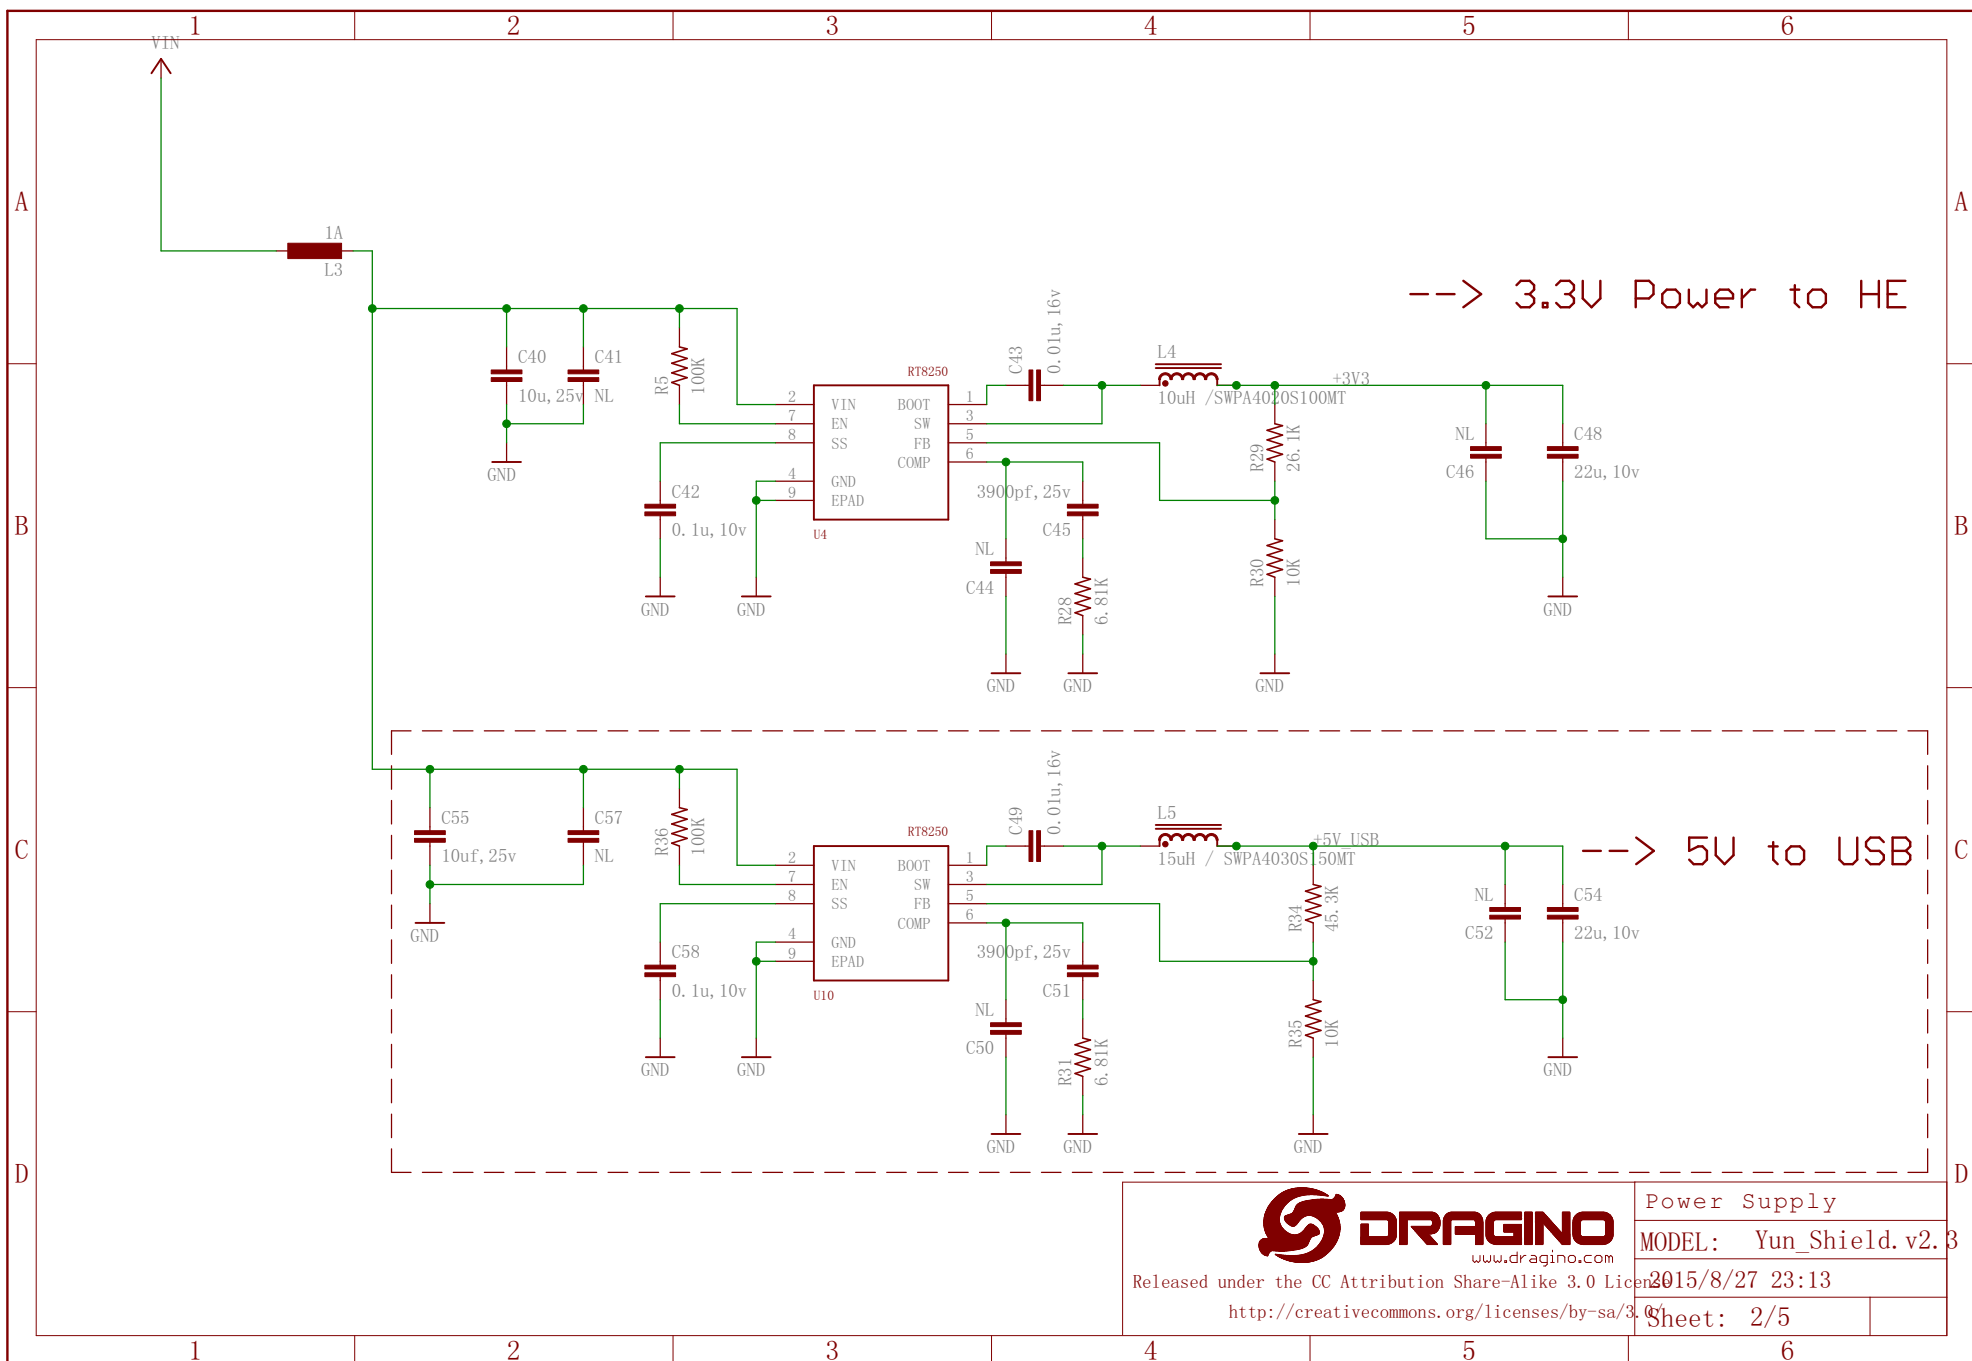 1 2 3 4 5 6
VIN
A A
1A
L3
--> 3.3V Power to HE
C40
10u,25v
C41
NL
R5
100K
RT8250
C43
0.01u,16v
L4
10uH /SWPA4020S100MT
+3V3
2 VIN BOOT 1
7 EN SW 3
8 SS FB 5
COMP 6
4 GND
9 EPAD
U4
GND
C42
0.1u,10v
GND
GND
3900pf,25v
C45
NL
C44
R28
6.81K
GND
GND
R29
26.1K
R30
10K
GND
NL
C46
C48
22u,10v
GND
B B
C55
10uf,25v
C57
NL
R36
100K
RT8250
C49
0.01u,16v
L5
15uH / SWPA4030S150MT
+5V_USB
--> 5V to USB
C C
2 VIN BOOT 1
7 EN SW 3
8 SS FB 5
COMP 6
4 GND
9 EPAD
U10
GND
C58
0.1u,10v
GND
GND
3900pf,25v
C51
NL
C50
R31
6.81K
GND
GND
R34
45.3K
R35
10K
GND
NL
C52
C54
22u,10v
GND
D D
DRAGINO
www.dragino.com
Released under the CC Attribution Share-Alike 3.0 License
http://creativecommons.org/licenses/by-sa/3.0/
Power Supply
MODEL: Yun_Shield.v2.3
2015/8/27 23:13
Sheet: 2/5
1 2 3 4 5 6